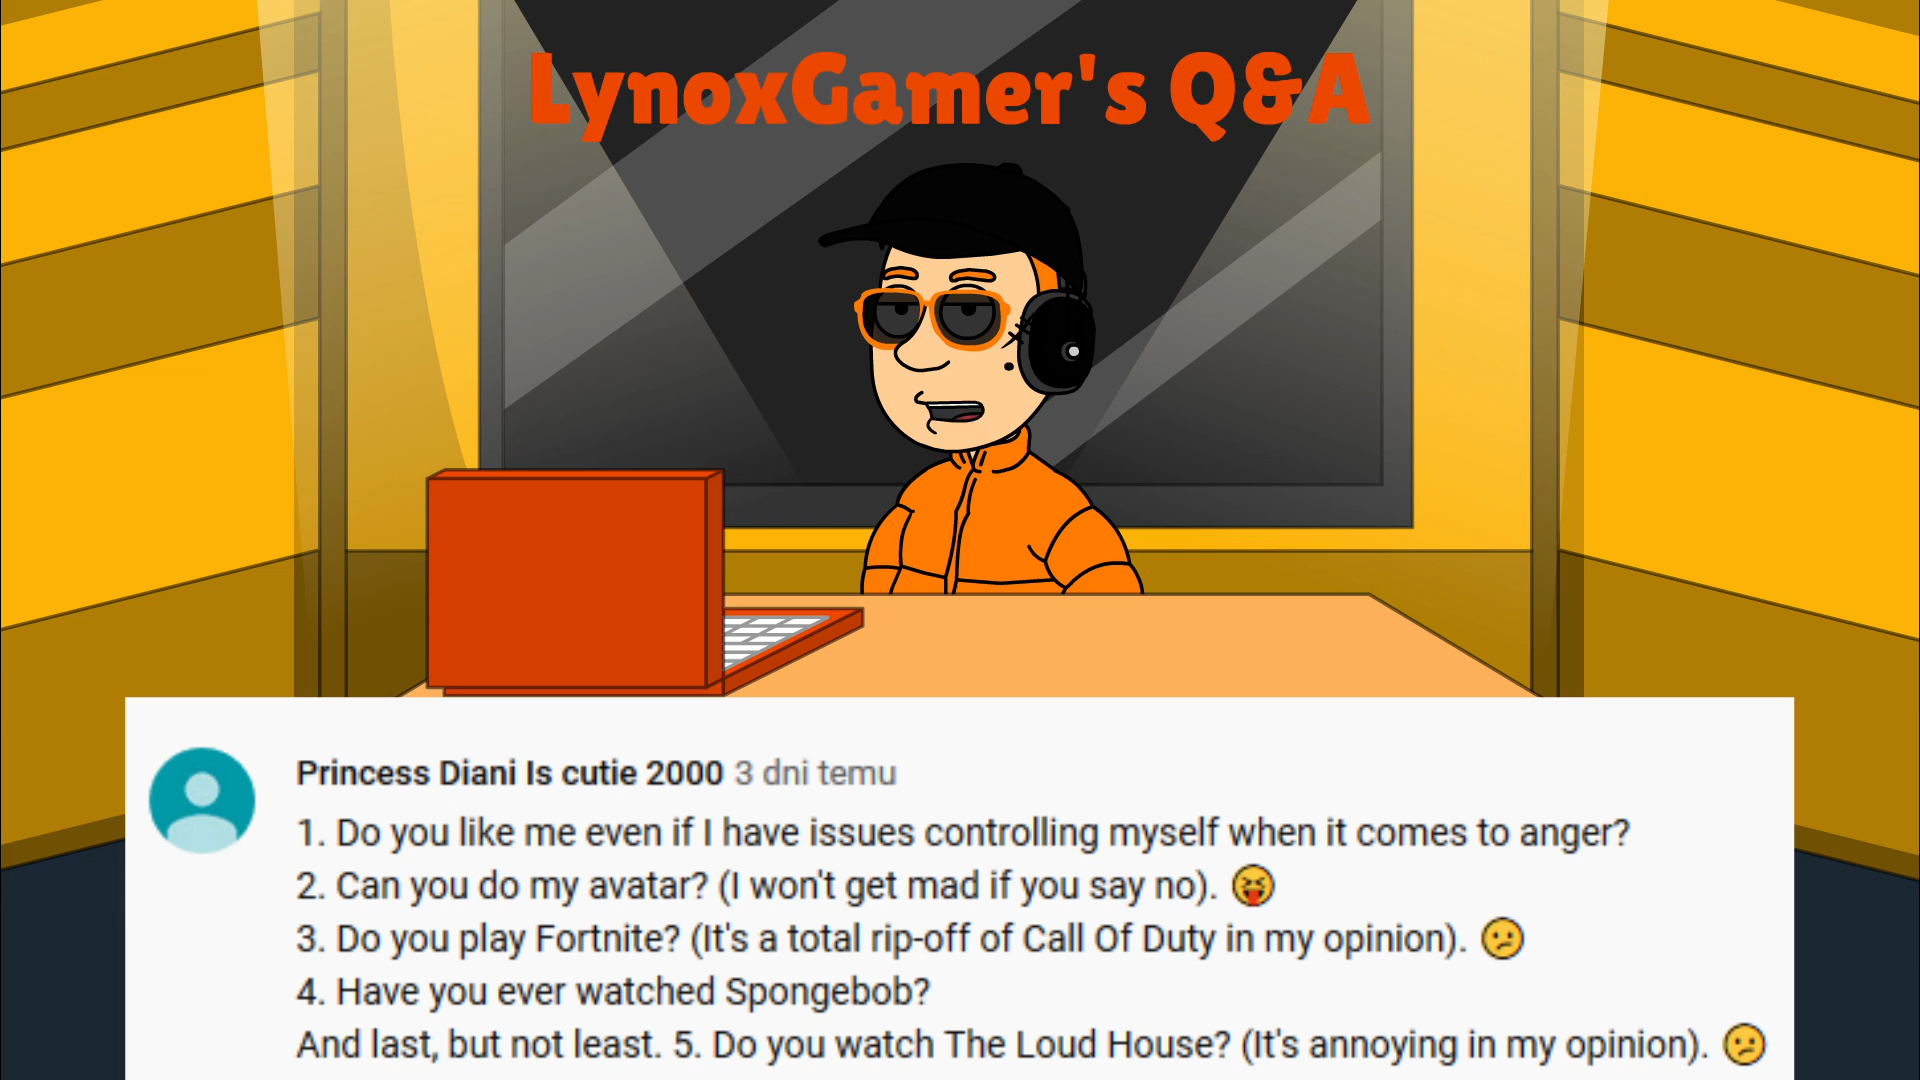 LynoxGamer's Q&A
Princess Diani Is cutie 2000 3 dni temu
1. Do you like me even if I have issues controlling myself when it comes to anger?
2. Can you do my avatar? (I won't get mad if you say no). 😝
3. Do you play Fortnite? (It's a total rip-off of Call Of Duty in my opinion). 😕
4. Have you ever watched Spongebob?
And last, but not least. 5. Do you watch The Loud House? (It's annoying in my opinion). 😕